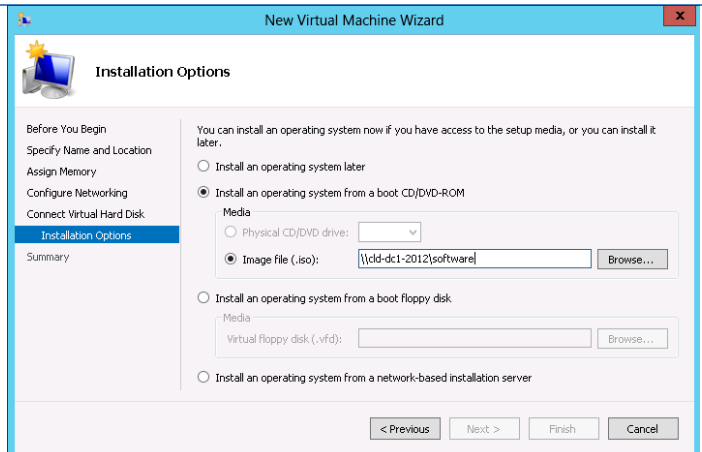 New Virtual Machine Wizard
x
Installation Options
Before You Begin
Specify Name and Location
Assign Memory
Configure Networking
Connect Virtual Hard Disk
Installation Options
Summary
You can install an operating system now if you have access to the setup media, or you can install it
later.
Install an operating system later
Install an operating system from a boot CD/DVD-ROM
Media
Physical CD/DVD drive:
Image file (.iso):
\\cld-dc1-2012\software
Browse...
Install an operating system from a boot floppy disk
Media
Virtual floppy disk (.vfd):
Browse...
Install an operating system from a network-based installation server
< Previous
Next >
Finish
Cancel